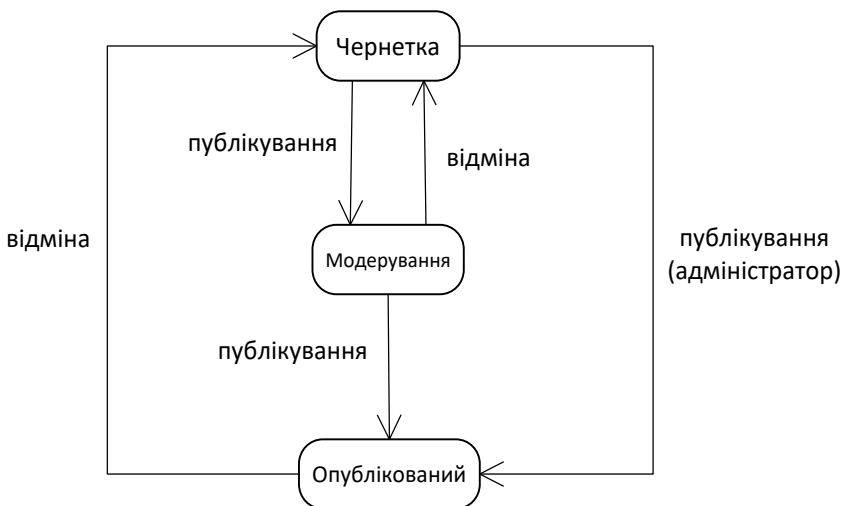 Чернетка
публікування
відміна
відміна
публікування
(адміністратор)
Модерування
публікування
Опублікований